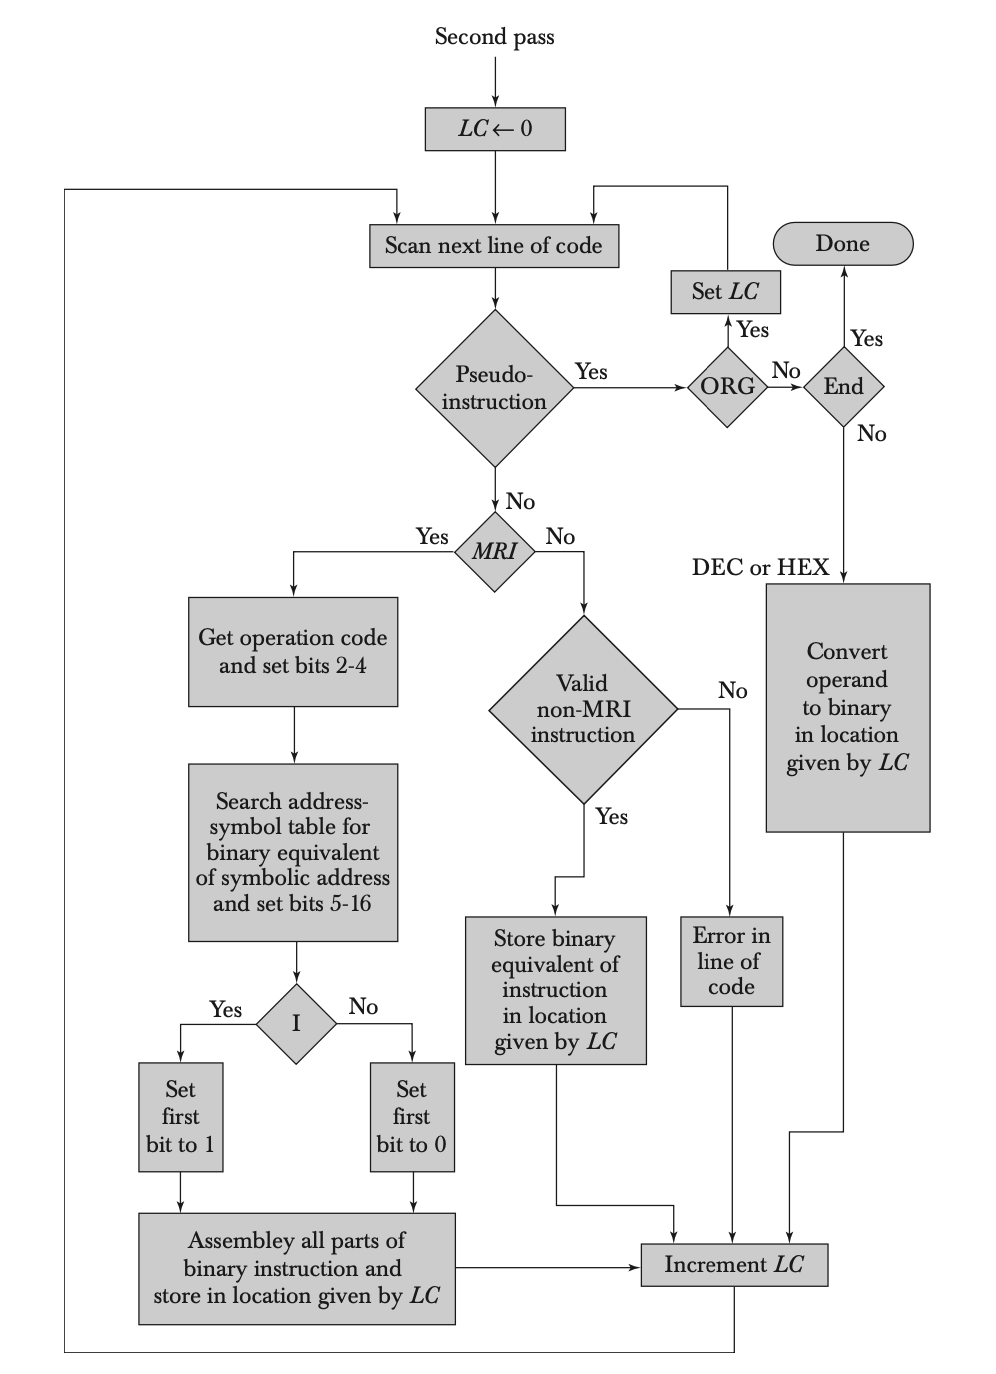 Second pass
LC ← 0
Scan next line of code
Done
Set LC
Yes
Yes
Pseudo-
instruction
Yes
ORG
No
End
No
No
Yes
MRI
No
DEC or HEX
Get operation code
and set bits 2-4
Valid
non-MRI
instruction
No
Convert
operand
to binary
in location
given by LC
Search address-
symbol table for
binary equivalent
of symbolic address
and set bits 5-16
Yes
Store binary
equivalent of
instruction
in location
given by LC
Error in
line of
code
Yes
I
No
Set
first
bit to 1
Set
first
bit to 0
Assembley all parts of
binary instruction and
store in location given by LC
Increment LC